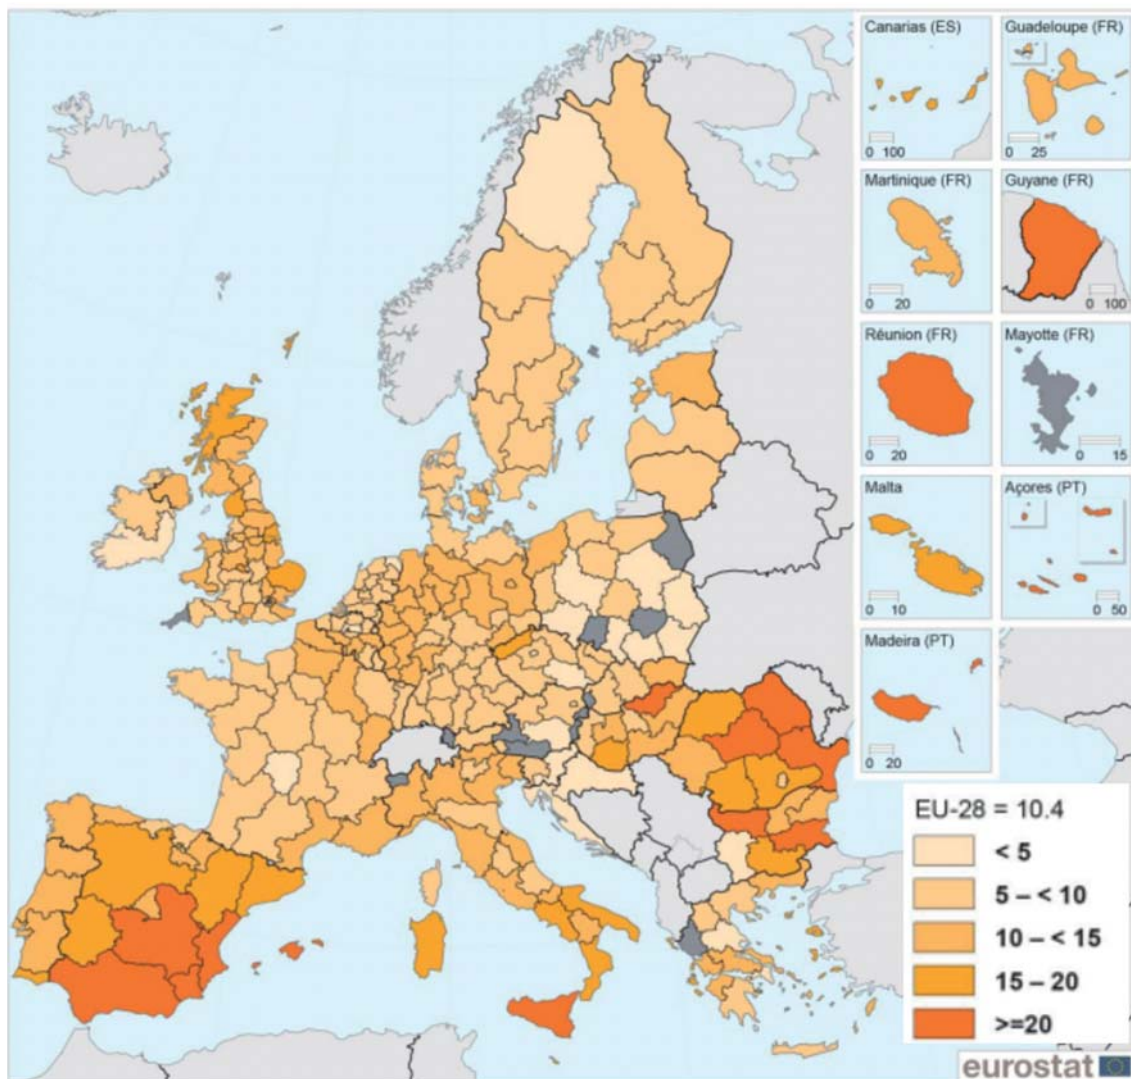 Canarias (ES)
0 100
Guadeloupe (FR)
0 25
Martinique (FR)
0 20
Guyane (FR)
0 100
Réunion (FR)
0 20
Mayotte (FR)
0 15
Malta
0 10
Açores (PT)
0 50
Madeira (PT)
0 20
EU-28 = 10.4
< 5
5 – < 10
10 – < 15
15 – 20
>=20
eurostat